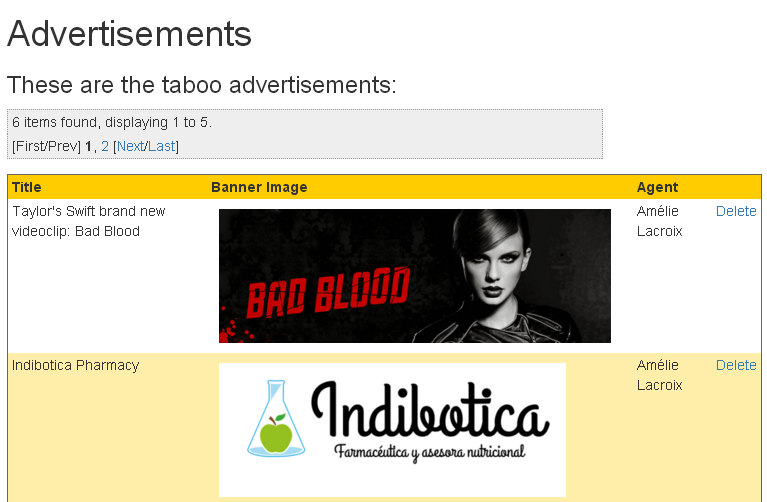 Advertisements
These are the taboo advertisements:
6 items found, displaying 1 to 5.
[First/Prev] 1, 2 [Next/Last]
Title Banner Image Agent
Taylor's Swift brand new
videoclip: Bad Blood
BAD BLOOD
Amélie
Lacroix
Delete
Indibotica Pharmacy
Indibotica
Farmacéutica y asesora nutricional
Amélie
Lacroix
Delete